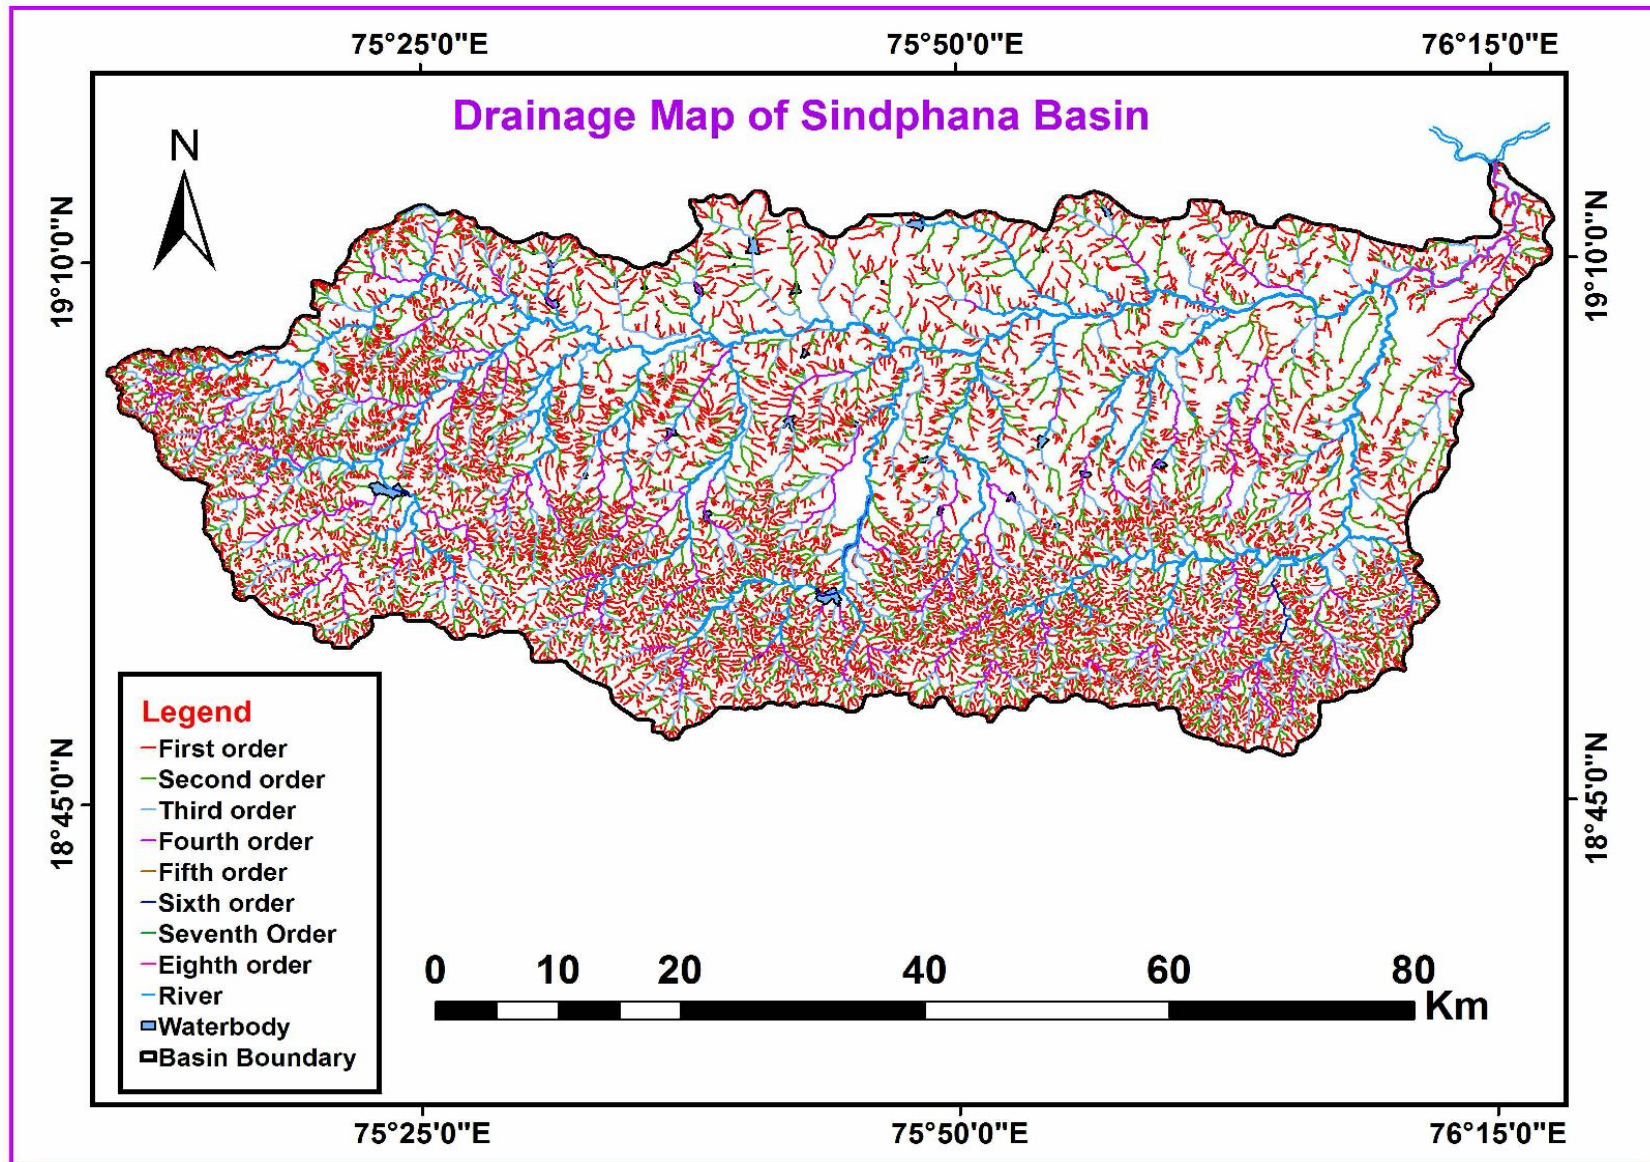 75°25'0"E 75°50'0"E 76°15'0"E
Drainage Map of Sindphana Basin
N
19°10'0"N
19°10'0"N
18°45'0"N
18°45'0"N
Legend
First order
Second order
Third order
Fourth order
Fifth order
Sixth order
Seventh Order
Eighth order
River
Waterbody
Basin Boundary
0 10 20 40 60 80
Km
75°25'0"E 75°50'0"E 76°15'0"E